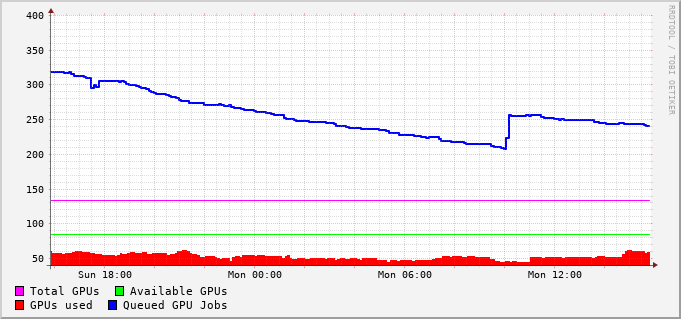 400
350
300
250
200
150
100
50
Sun 18:00 Mon 00:00 Mon 06:00 Mon 12:00
Total GPUs Available GPUs
GPUs used Queued GPU Jobs
RRDTOOL / TOBI OETIKER